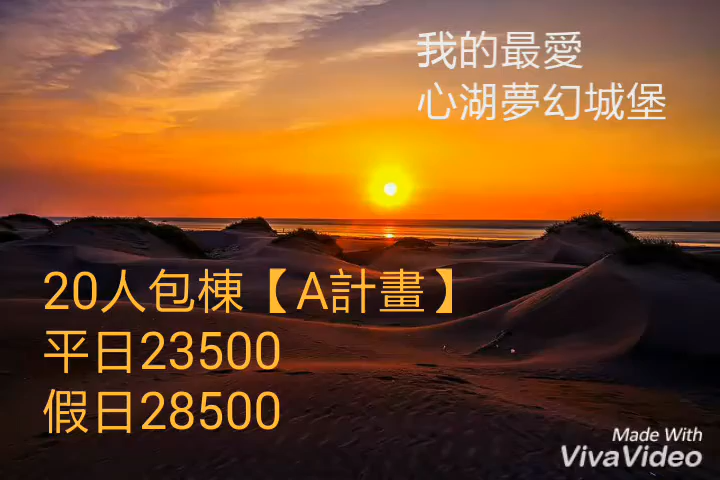 我的最愛
心湖夢幻城堡
20人包棟【A計畫】
平日23500
假日28500
Made With
VivaVideo